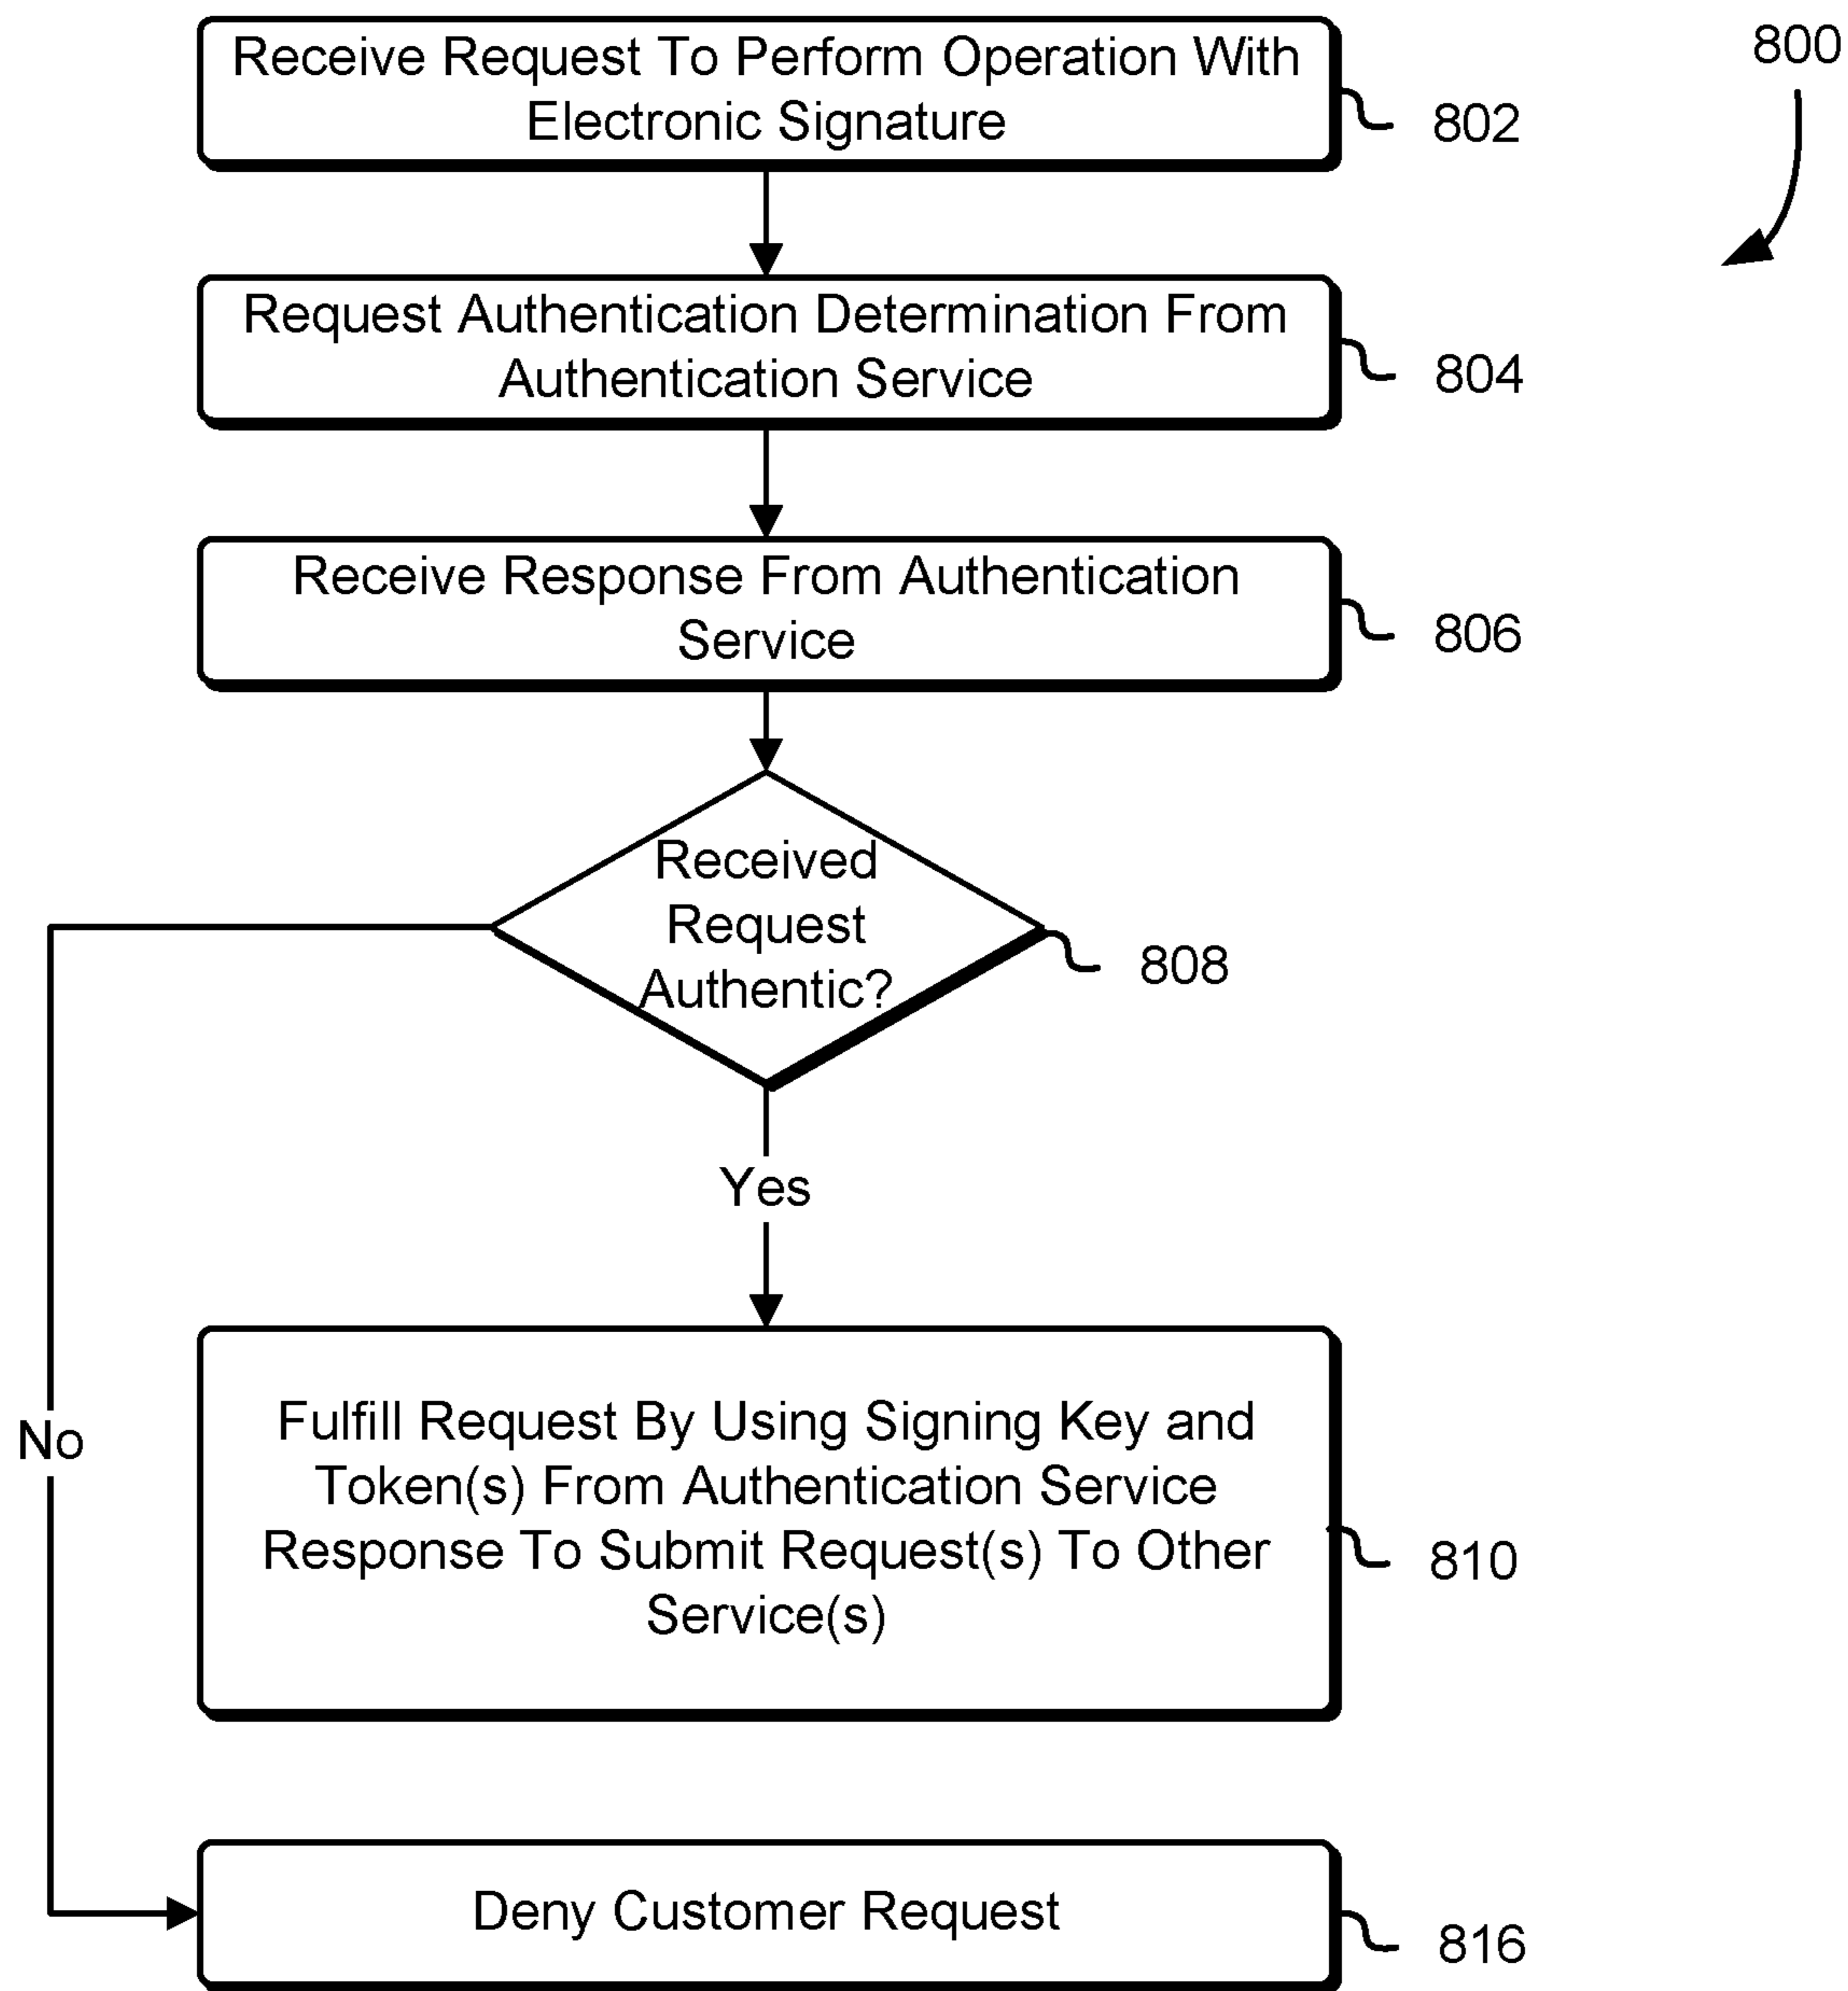 Receive Request To Perform Operation With
Electronic Signature
800
802
Request Authentication Determination From
Authentication Service
804
Receive Response From Authentication
Service
806
Received
Request
Authentic?
808
Yes
No
Fulfill Request By Using Signing Key and
Token(s) From Authentication Service
Response To Submit Request(s) To Other
Service(s)
810
Deny Customer Request
816